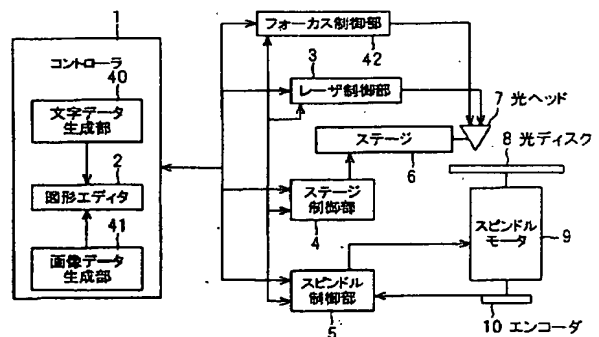 1
コントローラ
40
文字データ
生成部
2
図形エディタ
41
画像データ
生成部
フォーカス制御部
42
3
レーザ制御部
7 光ヘッド
ステージ
6
8 光ディスク
ステージ
制御部
4
スピンドル
モータ
9
スピンドル
制御部
5
10 エンコーダ